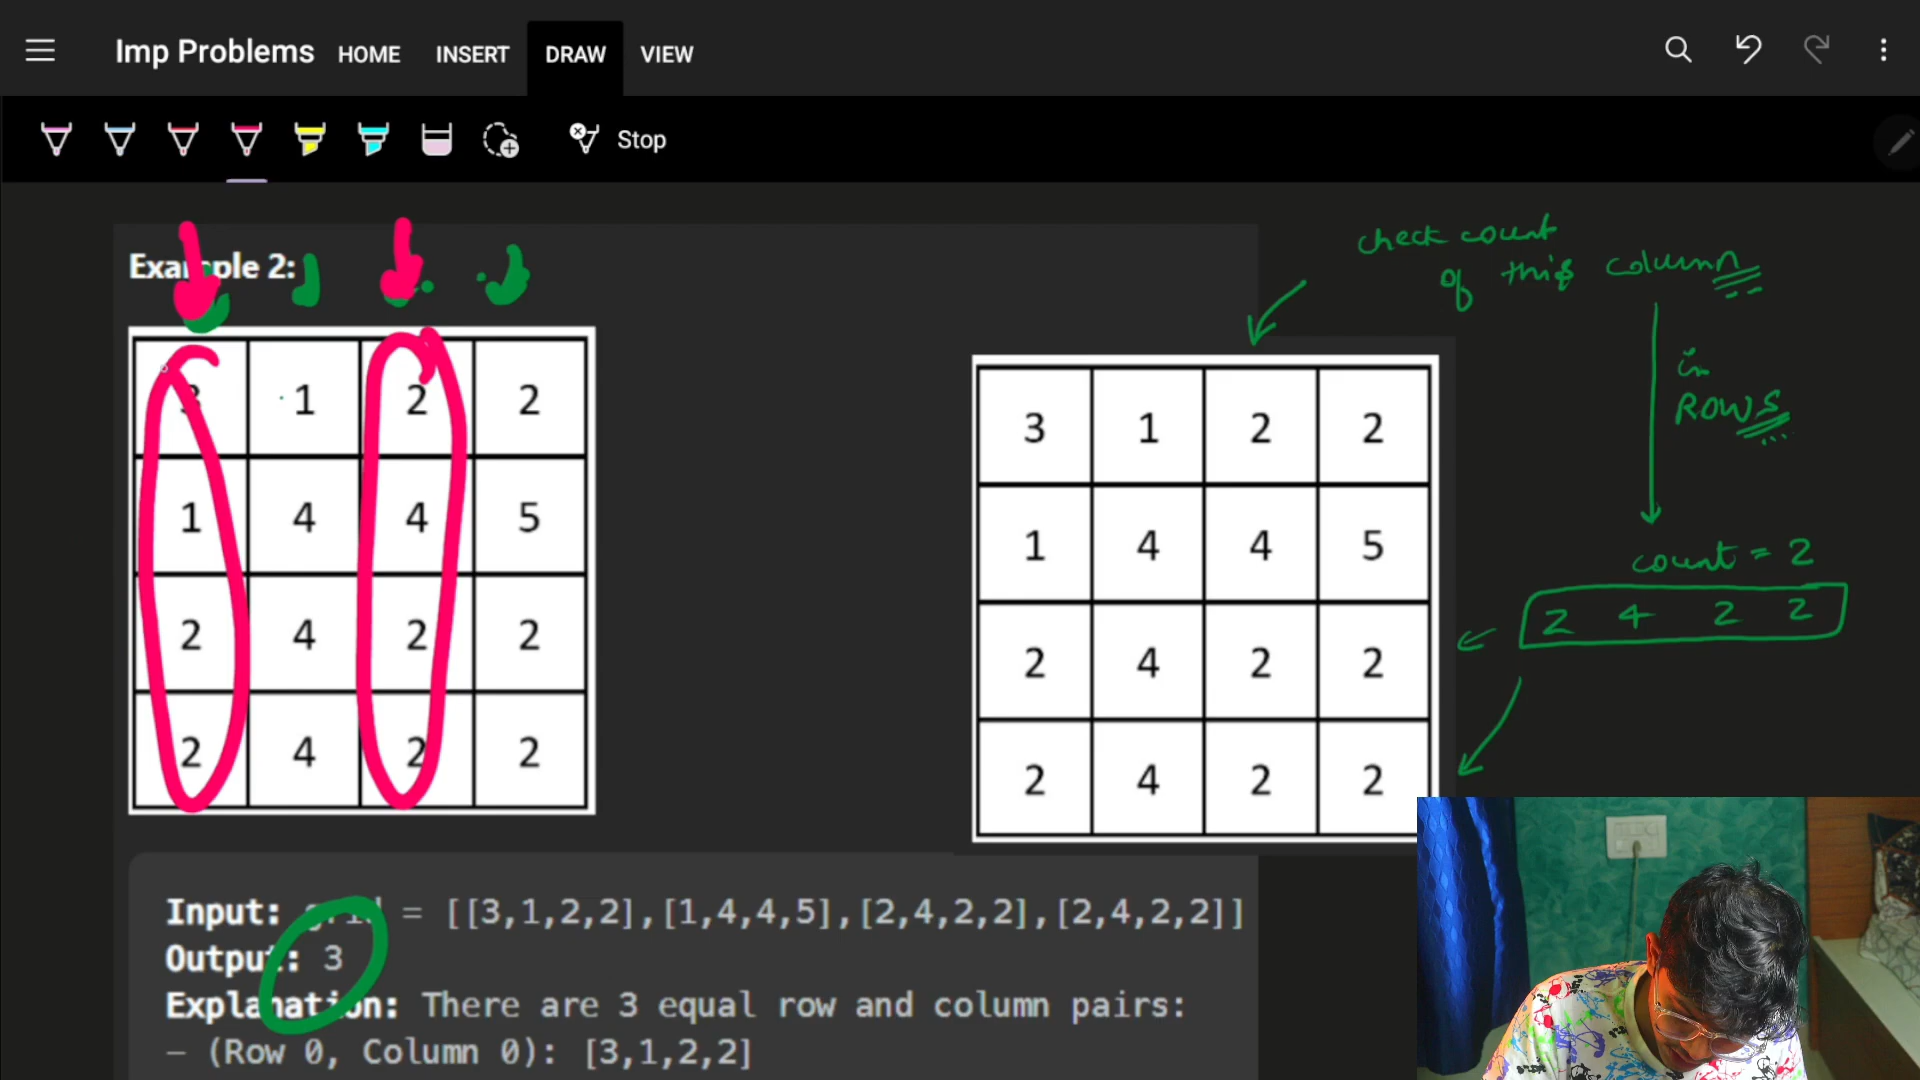 Imp Problems HOME INSERT DRAW VIEW
Stop
Example 2:
3 1 2 2
1 4 4 5
2 4 2 2
2 4 2 2
check count
of this column
in
ROWS
count = 2
2 4 2 2
3 1 2 2
1 4 4 5
2 4 2 2
2 4 2 2
Input: grid = [[3,1,2,2],[1,4,4,5],[2,4,2,2],[2,4,2,2]]
Output: 3
Explanation: There are 3 equal row and column pairs:
– (Row 0, Column 0): [3,1,2,2]